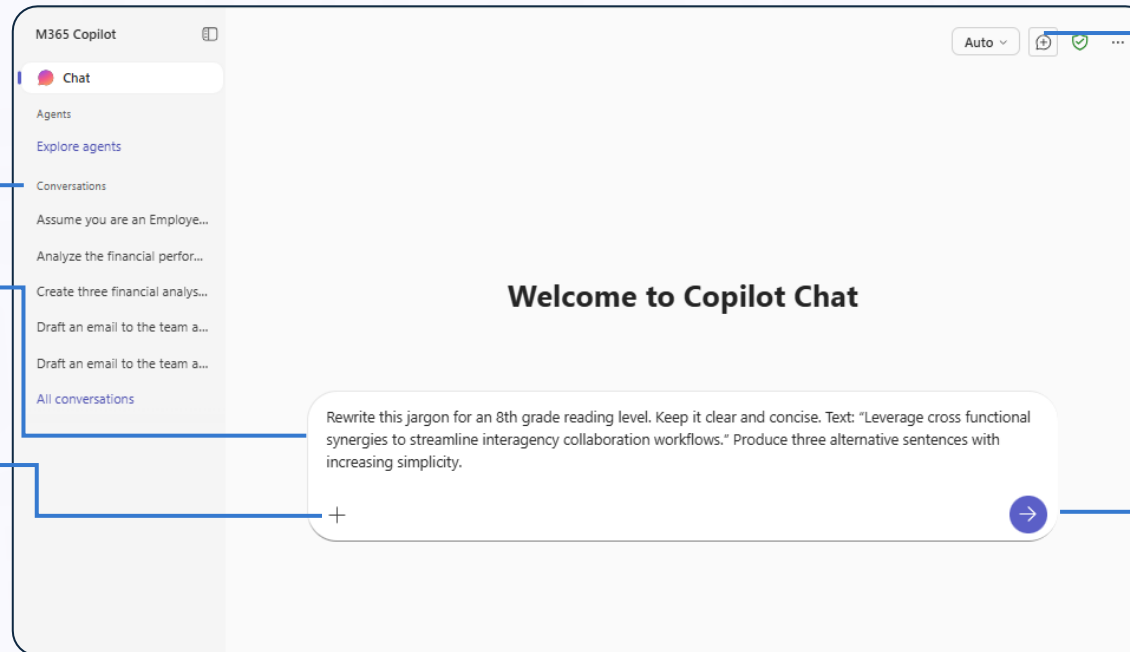 M365 Copilot
Auto
Chat
Agents
Explore agents
Conversations
Assume you are an Employe...
Analyze the financial perfor...
Create three financial analys...
Draft an email to the team a...
Draft an email to the team a...
All conversations
Welcome to Copilot Chat
Rewrite this jargon for an 8th grade reading level. Keep it clear and concise. Text: “Leverage cross functional
synergies to streamline interagency collaboration workflows.” Produce three alternative sentences with
increasing simplicity.